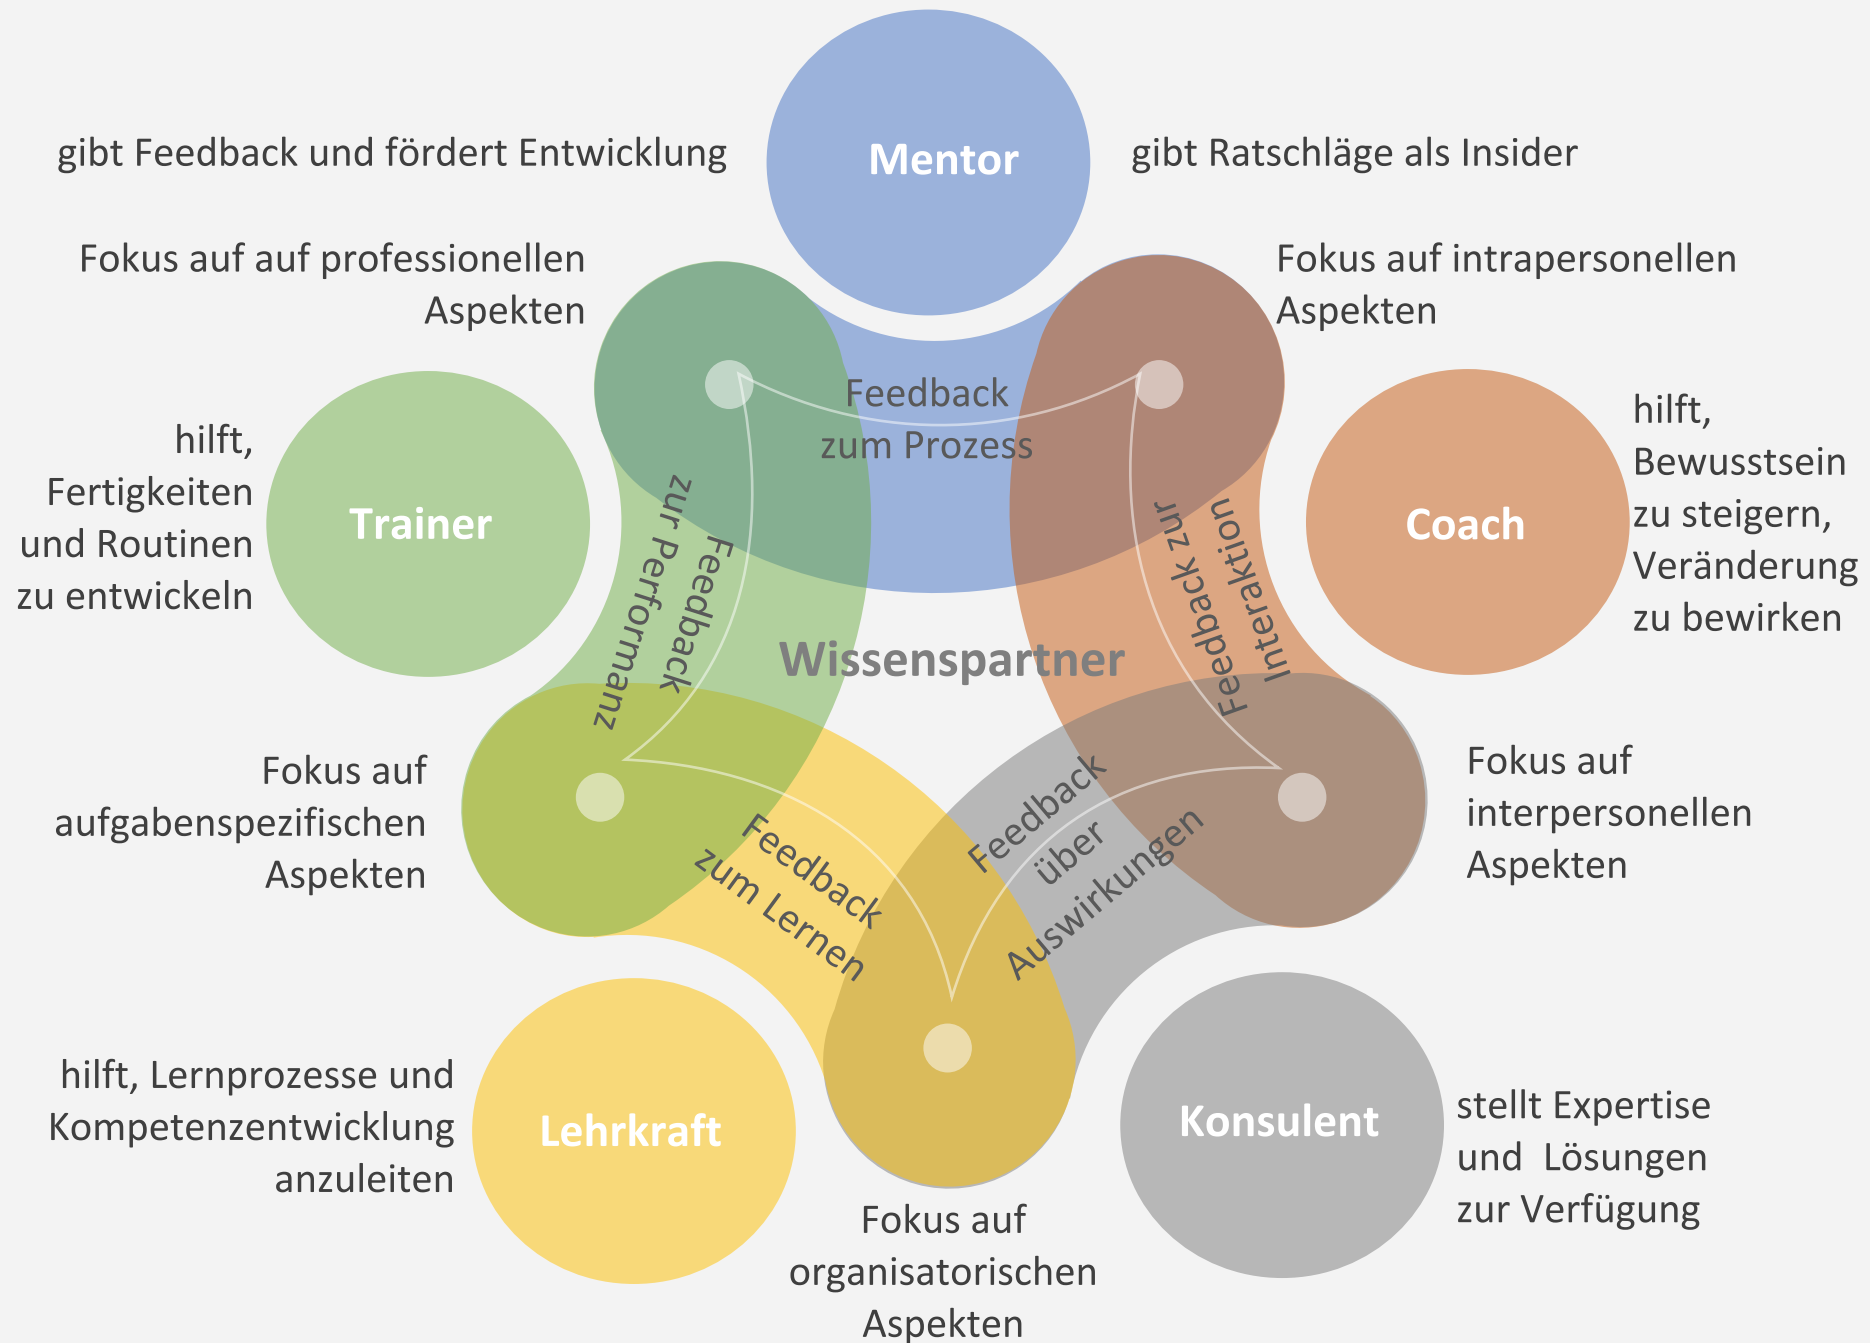 Mentor
gibt Feedback und fördert Entwicklung
gibt Ratschläge als Insider
Fokus auf auf professionellen
Aspekten
Fokus auf intrapersonellen
Aspekten
Feedback
zum Prozess
Trainer
hilft,
Fertigkeiten
und Routinen
zu entwickeln
Feedback
zur Performanz
Feedback zur
Interaktion
Coach
hilft,
Bewusstsein
zu steigern,
Veränderung
zu bewirken
Wissenspartner
Fokus auf
aufgabenspezifischen
Aspekten
Feedback
zum Lernen
Feedback
über
Auswirkungen
Fokus auf
interpersonellen
Aspekten
Lehrkraft
hilft, Lernprozesse und
Kompetenzentwicklung
anzuleiten
Konsulent
stellt Expertise
und  Lösungen
zur Verfügung
Fokus auf
organisatorischen
Aspekten